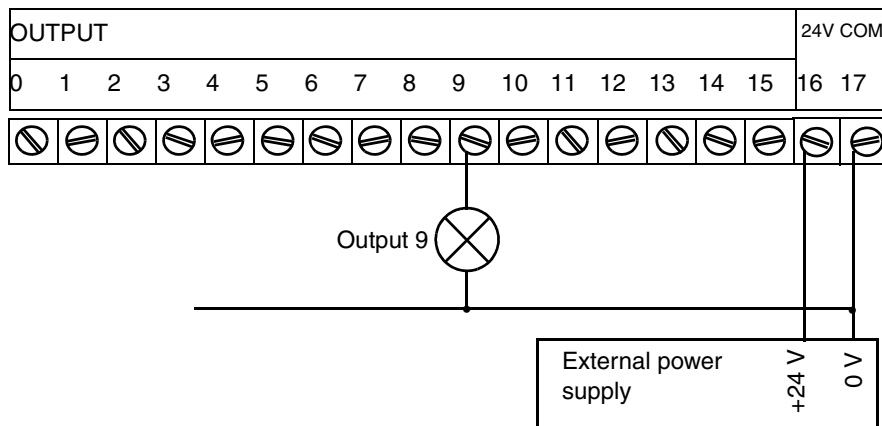 OUTPUT 24V COM
0 1 2 3 4 5 6 7 8 9 10 11 12 13 14 15 16 17
Output 9
External power
supply
+24 V
0 V